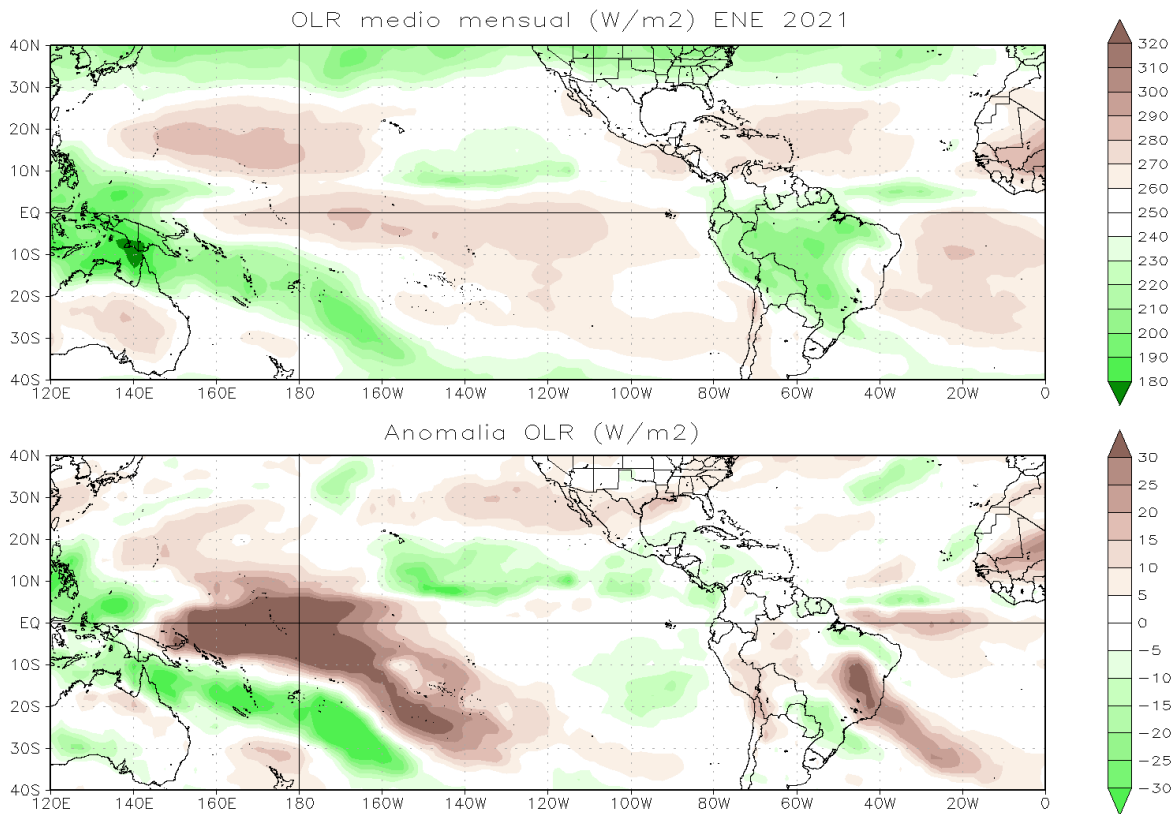 OLR medio mensual (W/m2) ENE 2021
40N
30N
20N
10N
EQ
10S
20S
30S
40S
120E 140E 160E 180 160W 140W 120W 100W 80W 60W 40W 20W 0
320
310
300
290
280
270
260
250
240
230
220
210
200
190
180
Anomalia OLR (W/m2)
40N
30N
20N
10N
EQ
10S
20S
30S
40S
120E 140E 160E 180 160W 140W 120W 100W 80W 60W 40W 20W 0
30
25
20
15
10
5
0
−5
−10
−15
−20
−25
−30